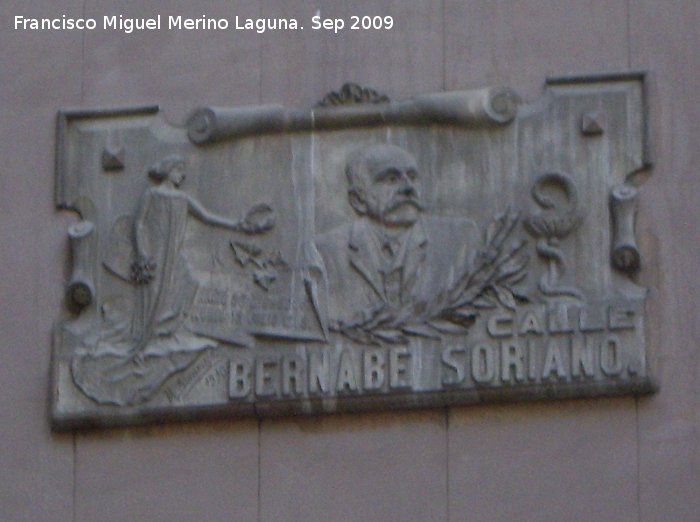 Francisco Miguel Merino Laguna. Sep 2009
CALLE
BERNABE SORIANO.